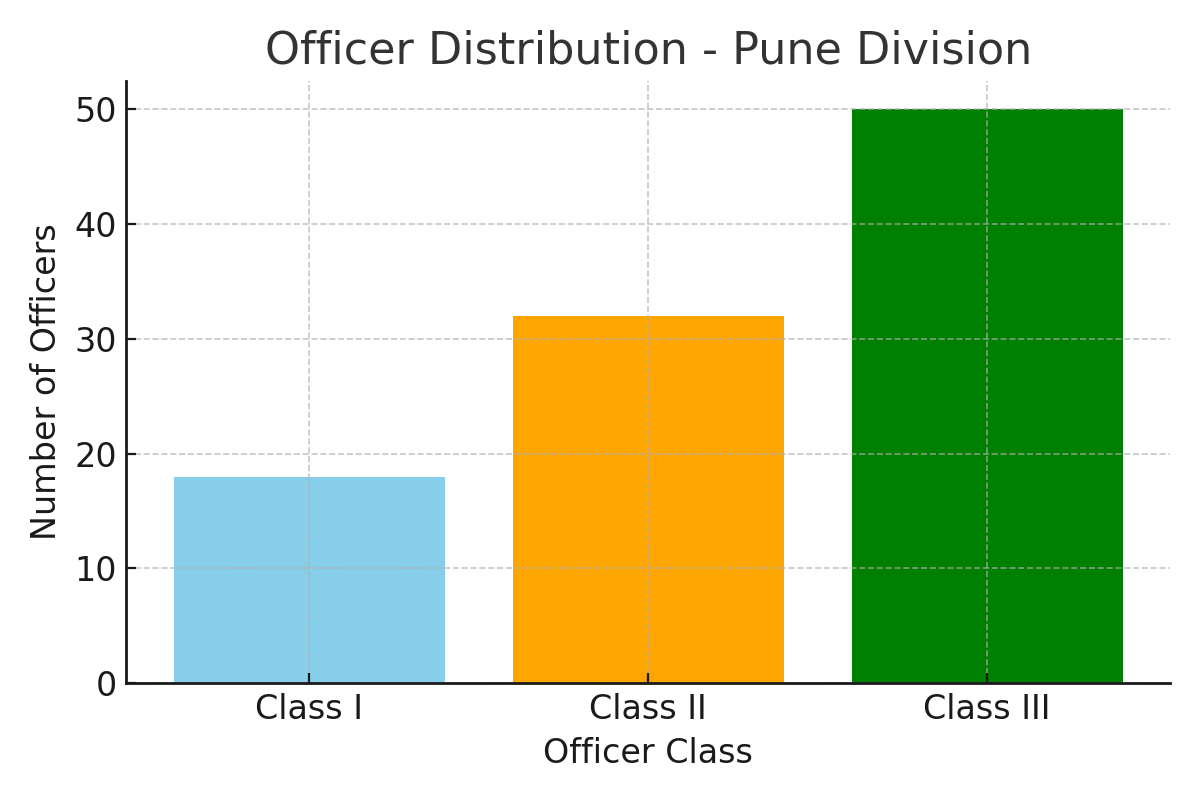 Officer Distribution - Pune Division
Number of Officers
50
40
30
20
10
0
Class I
Class II
Class III
Officer Class